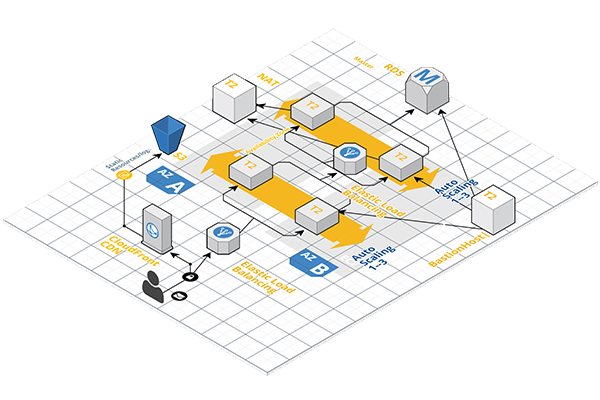 Master
RDS
M
NAT
T2
T2
T2
T2
T2
T2
S3
Static
AZ
A
Elastic Load
Balancing
Auto
Scaling
1~3
BastionHost
CloudFront
CDN
Elastic Load
Balancing
Auto
Scaling
1~3
AZ
B